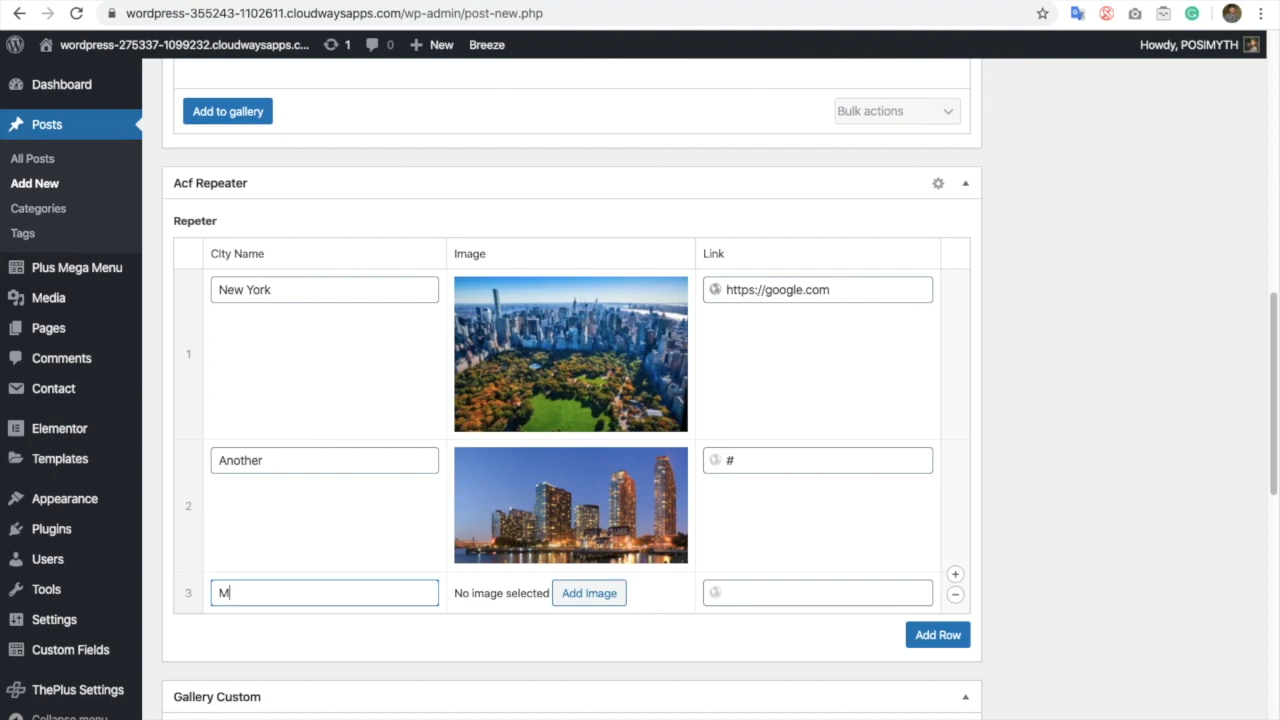 wordpress-355243-1102611.cloudwaysapps.com/wp-admin/post-new.php
wordpress-275337-1099232.cloudwaysapps.c...
1
0
New
Breeze
Howdy, POSIMYTH
Dashboard
Posts
All Posts
Add New
Categories
Tags
Plus Mega Menu
Media
Pages
Comments
Contact
Elementor
Templates
Appearance
Plugins
Users
Tools
Settings
Custom Fields
ThePlus Settings
Collapse menu
Add to gallery
Bulk actions
Acf Repeater
Repeter
CIty Name
Image
Link
1
New York
https://google.com
2
Another
#
3
M
No image selected
Add image
Add Row
Gallery Custom